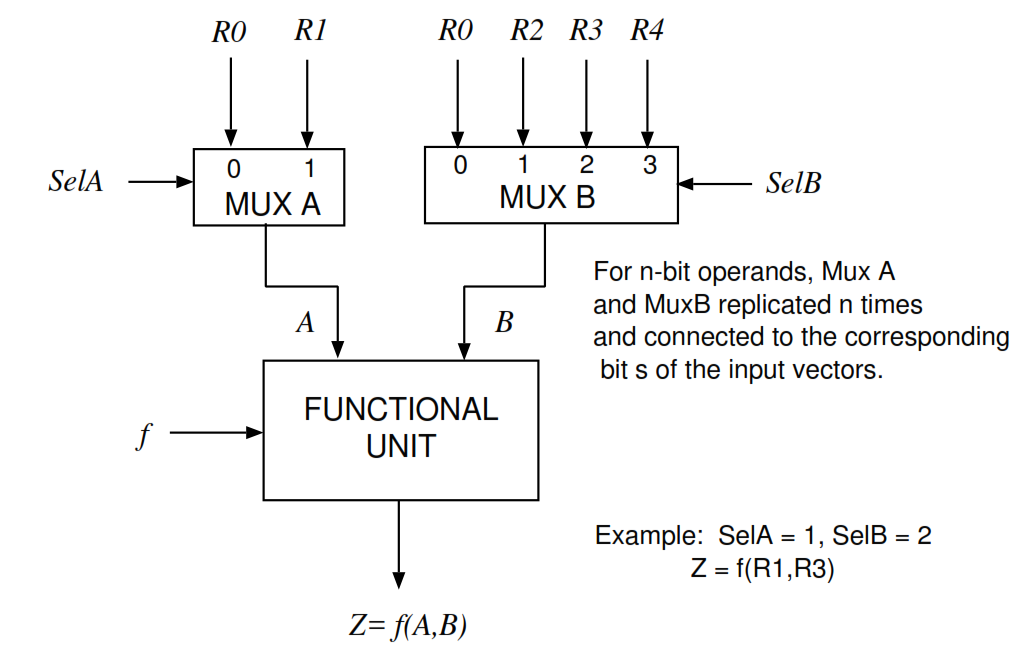 R0 R1 R0 R2 R3 R4
0 1
MUX A
0 1 2 3
MUX B
SelA
SelB
For n-bit operands, Mux A
and MuxB replicated n times
and connected to the corresponding
bit s of the input vectors.
A
B
FUNCTIONAL
UNIT
f
Example: SelA = 1, SelB = 2
Z = f(R1,R3)
Z= f(A,B)